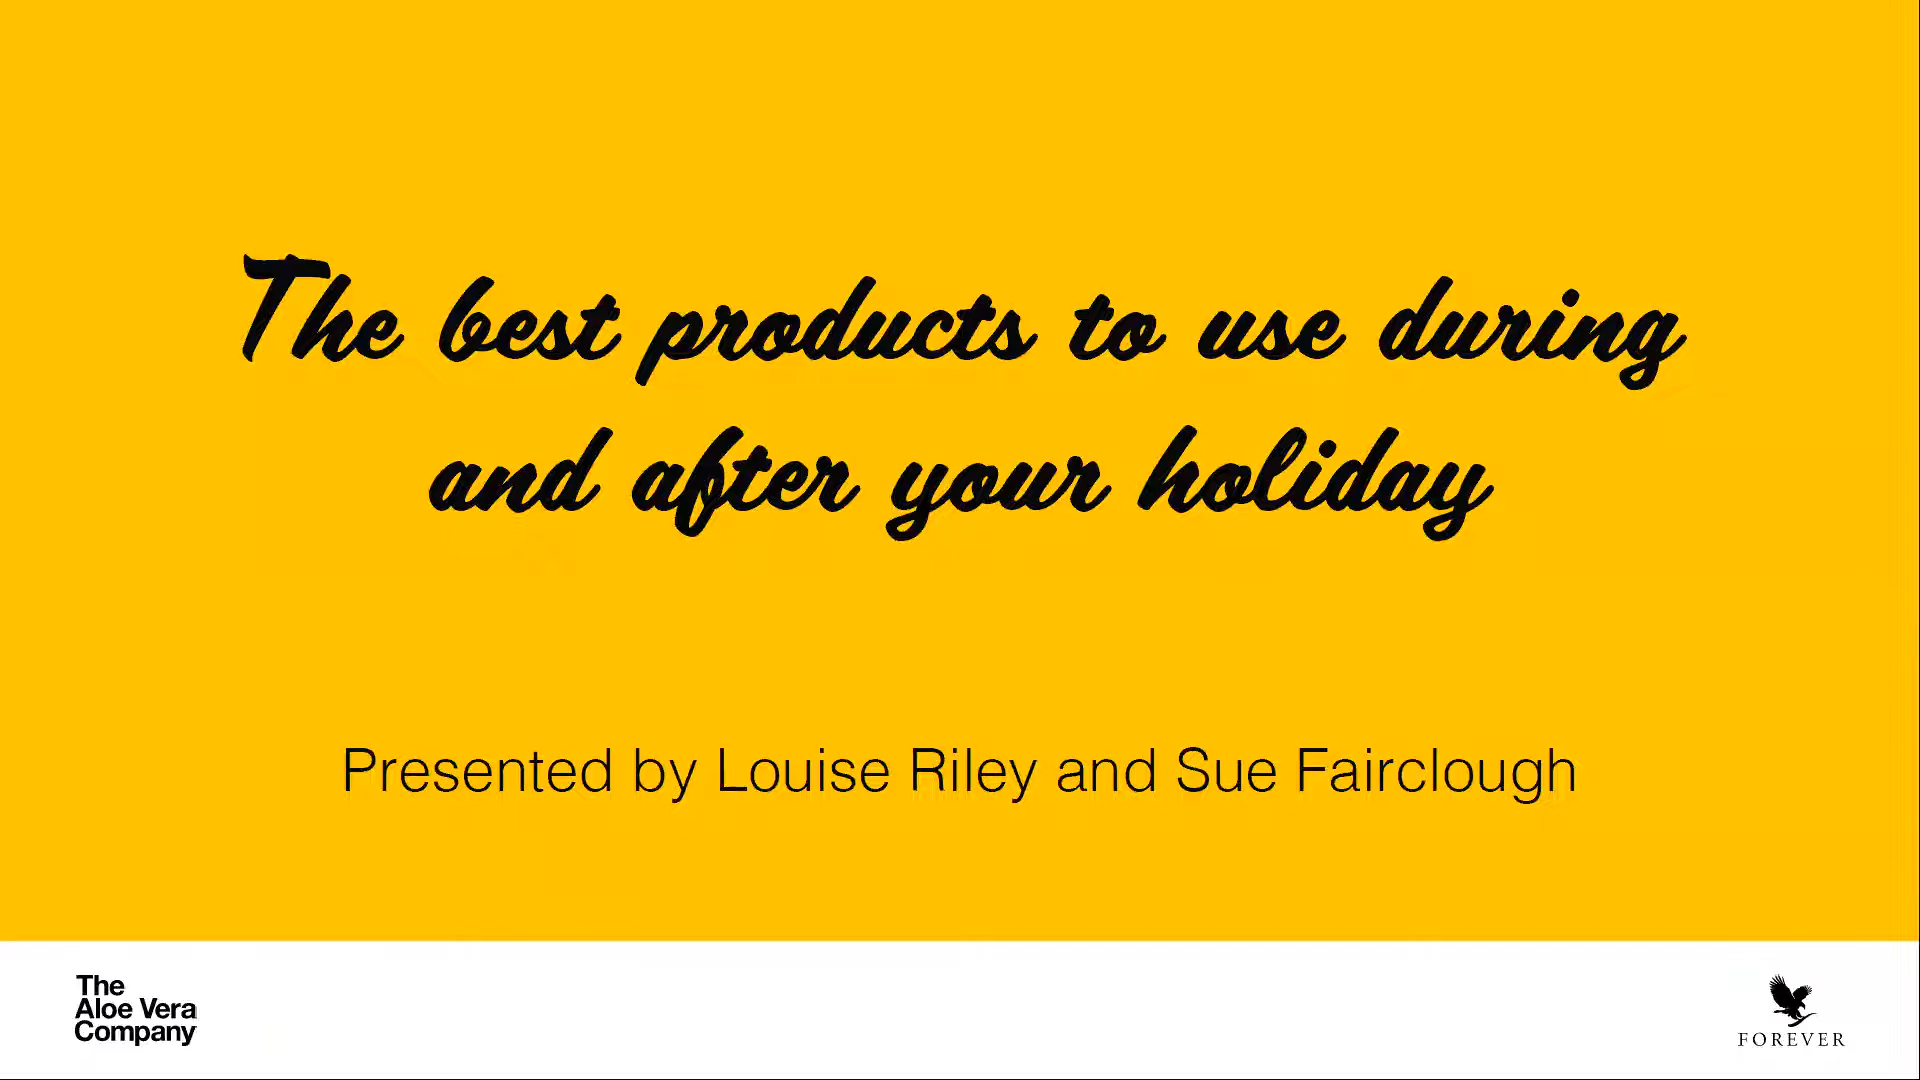 The best products to use during
and after your holiday
Presented by Louise Riley and Sue Fairclough
The
Aloe Vera
Company
FOREVER